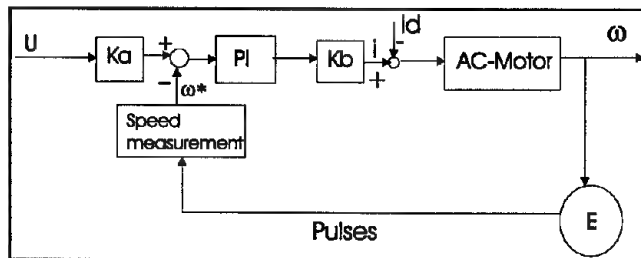 U
Ka
+
−
ω*
PI
Kb
i
+
Id
-
AC-Motor
ω
Speed
measurement
Pulses
E